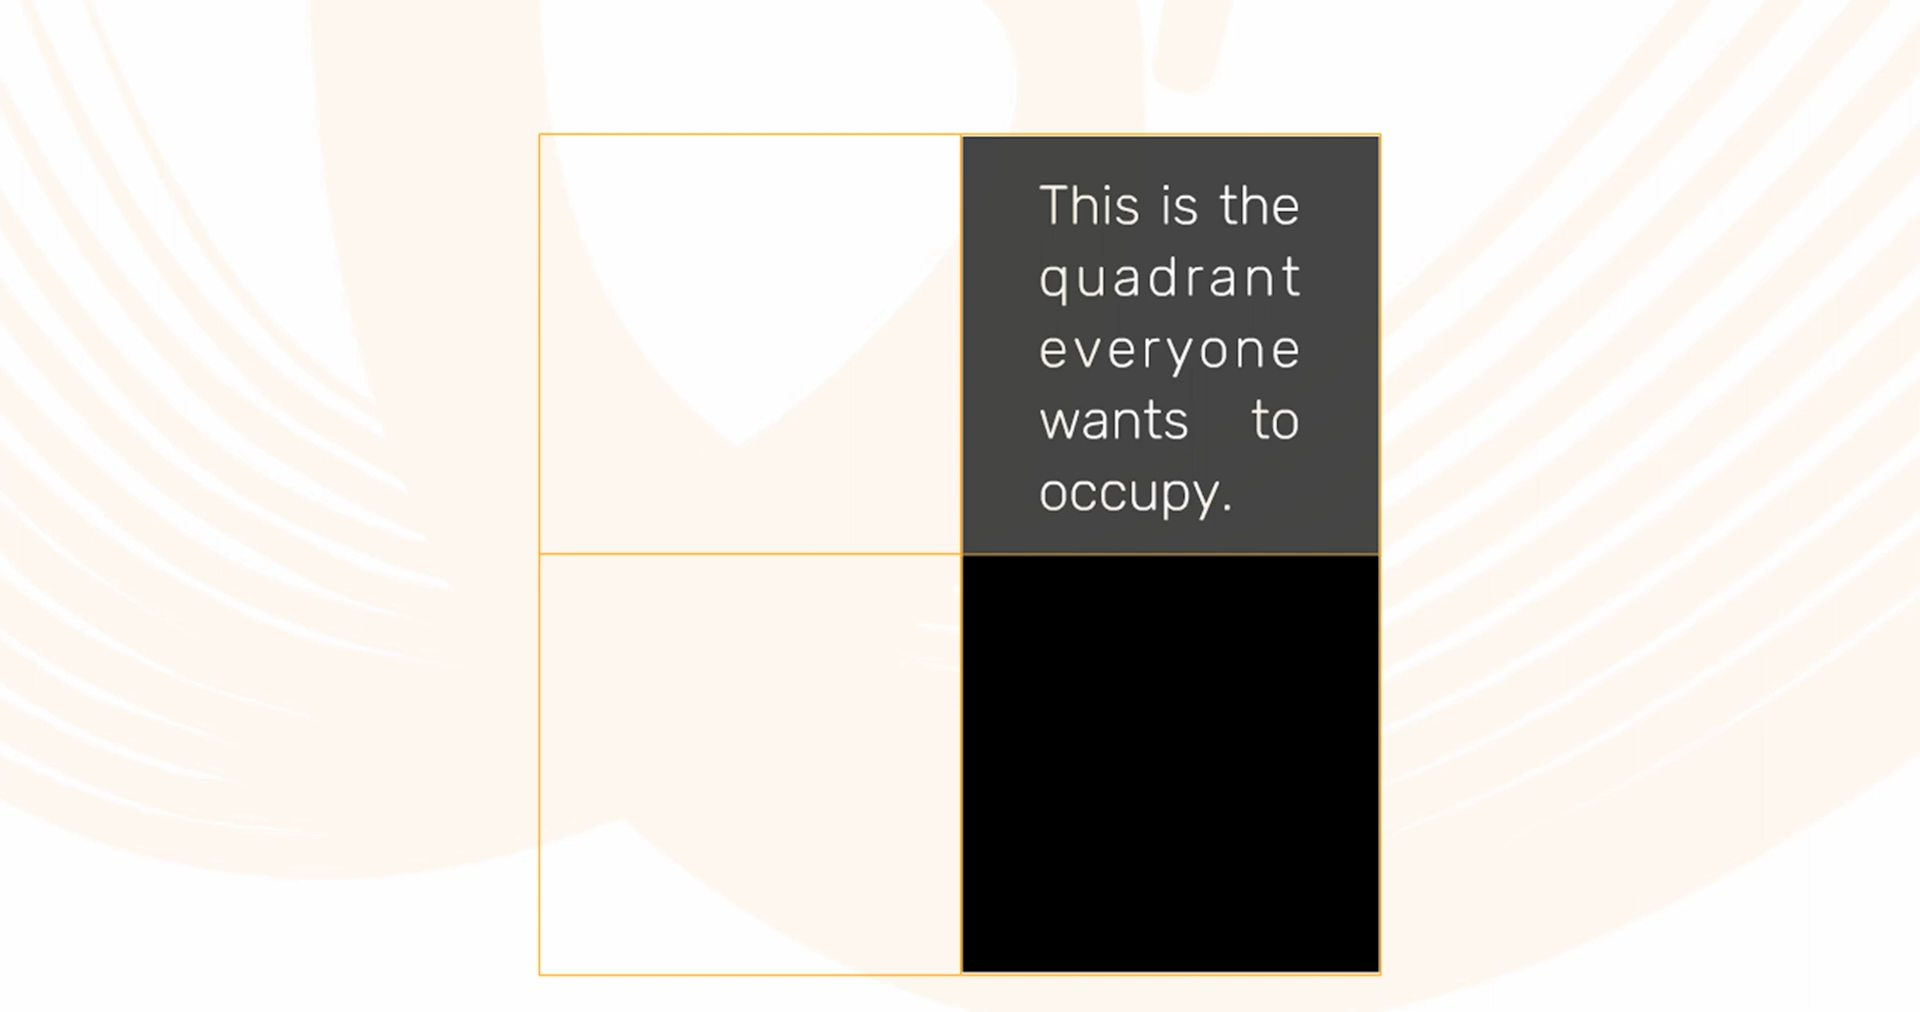 This is the
quadrant
everyone
wants to
occupy.